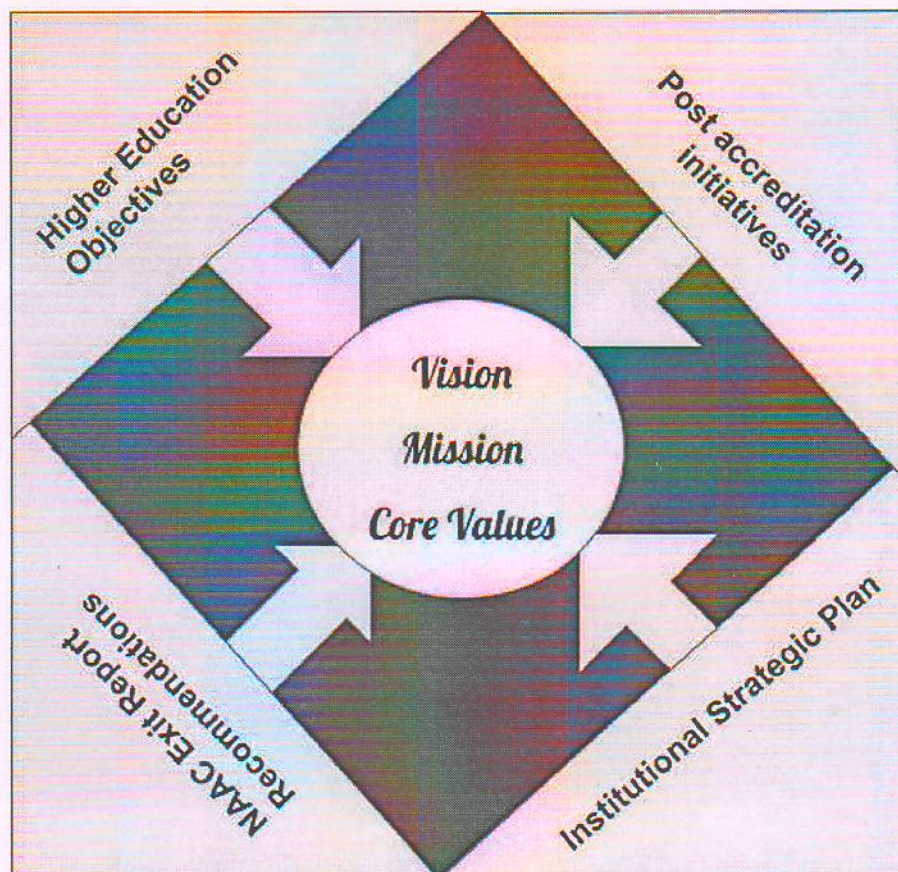 Higher Education
Objectives
Post accreditation
initiatives
Vision
Mission
Core Values
NAAC Exit Report
Recommendations
Institutional Strategic Plan